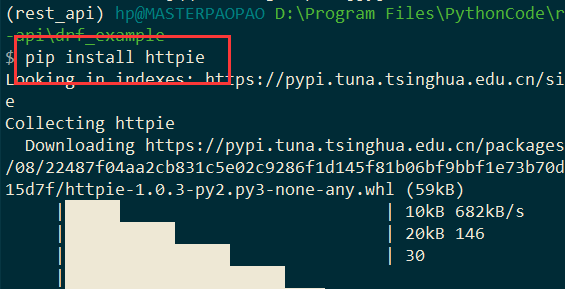 (rest_api) hp@MASTERPAOPAO D:\Program Files\PythonCode\r
-api\drf_example
$ pip install httpie
Looking in indexes: https://pypi.tuna.tsinghua.edu.cn/si
e
Collecting httpie
Downloading https://pypi.tuna.tsinghua.edu.cn/packages
/08/22487f04aa2cb831c5e02c9286f1d145f81b06bf9bbf1e73b70d
15d7f/httpie-1.0.3-py2.py3-none-any.whl (59kB)
| | 10kB 682kB/s
| | 20kB 146
| | 30
|